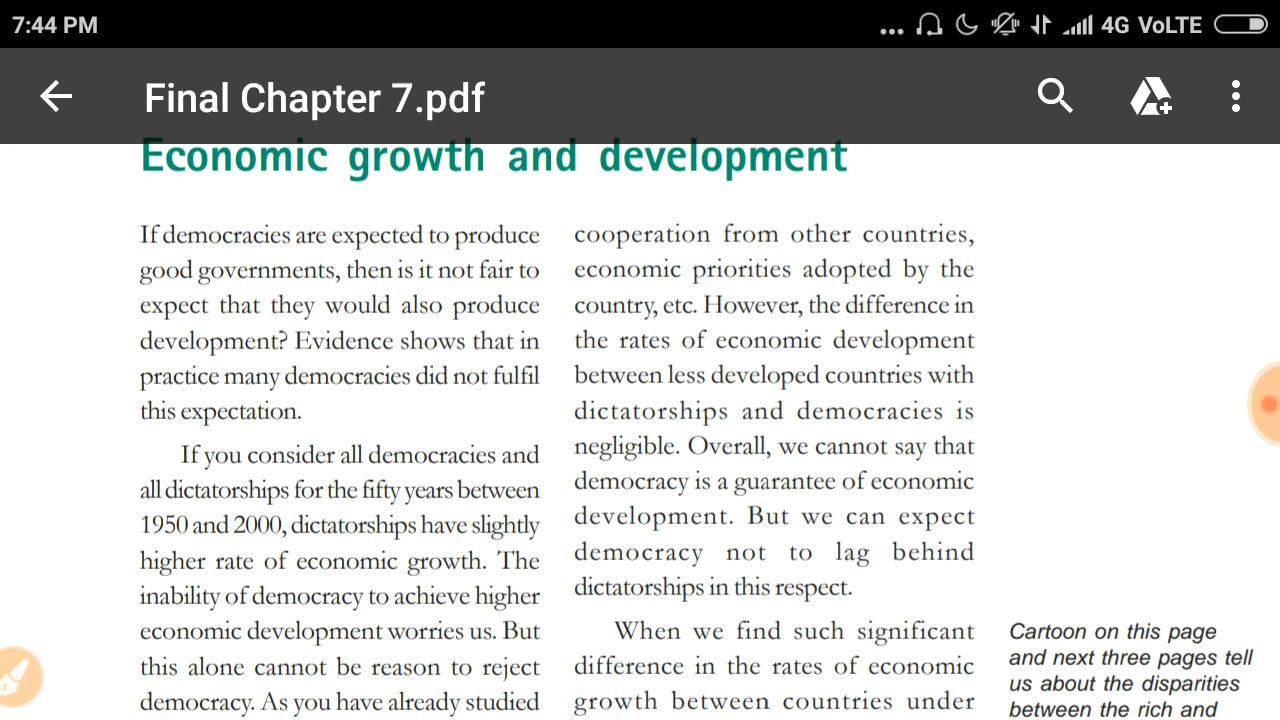 7:44 PM
... 4G VoLTE
Final Chapter 7.pdf
Economic growth and development
If democracies are expected to produce
good governments, then is it not fair to
expect that they would also produce
development? Evidence shows that in
practice many democracies did not fulfil
this expectation.
If you consider all democracies and
all dictatorships for the fifty years between
1950 and 2000, dictatorships have slightly
higher rate of economic growth. The
inability of democracy to achieve higher
economic development worries us. But
this alone cannot be reason to reject
democracy. As you have already studied
cooperation from other countries,
economic priorities adopted by the
country, etc. However, the difference in
the rates of economic development
between less developed countries with
dictatorships and democracies is
negligible. Overall, we cannot say that
democracy is a guarantee of economic
development. But we can expect
democracy not to lag behind
dictatorships in this respect.
When we find such significant
difference in the rates of economic
growth between countries under
Cartoon on this page
and next three pages tell
us about the disparities
between the rich and